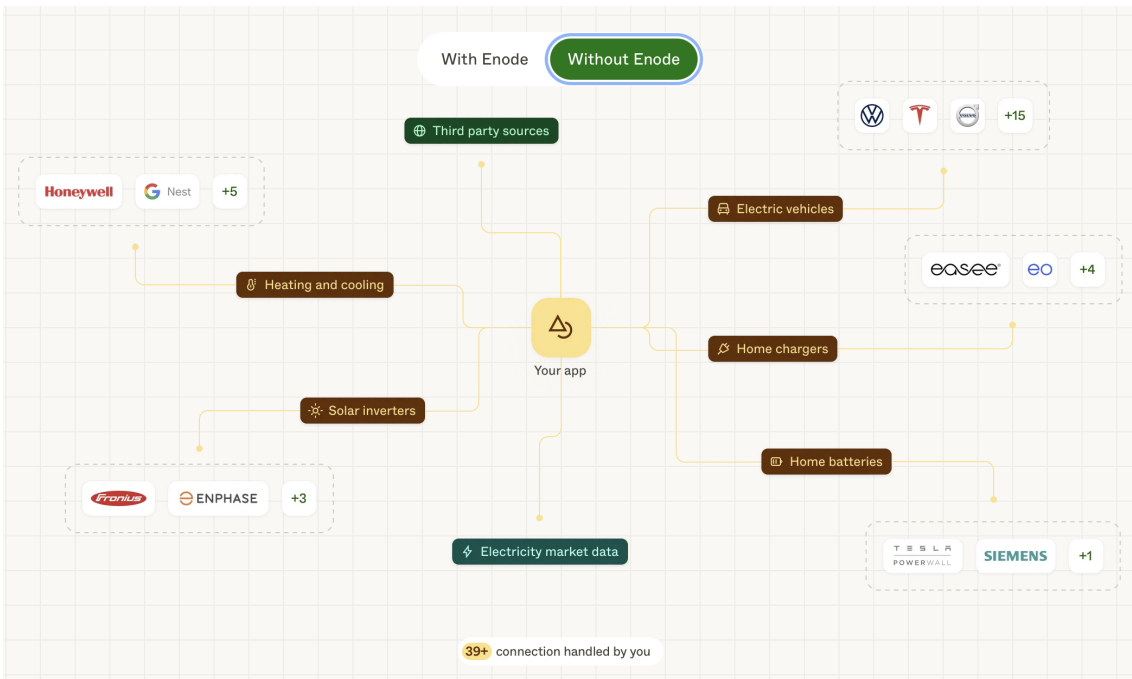 With Enode
Without Enode
Third party sources
+15
Honeywell
Nest
+5
Electric vehicles
easee
eo
+4
Heating and cooling
Home chargers
Your app
Solar inverters
Home batteries
Fronius
ENPHASE
+3
Electricity market data
TESLA
POWERWALL
SIEMENS
+1
39+ connection handled by you